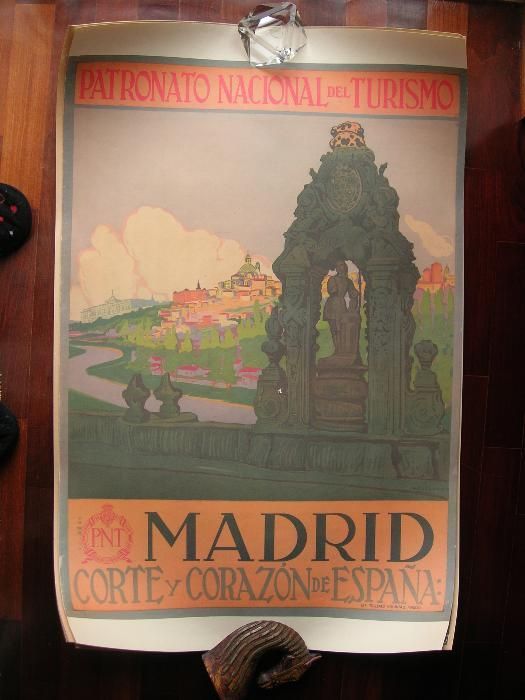 PATRONATO NACIONAL DEL TURISMO
PNT
MADRID
CORTE Y CORAZÓN DE ESPAÑA: